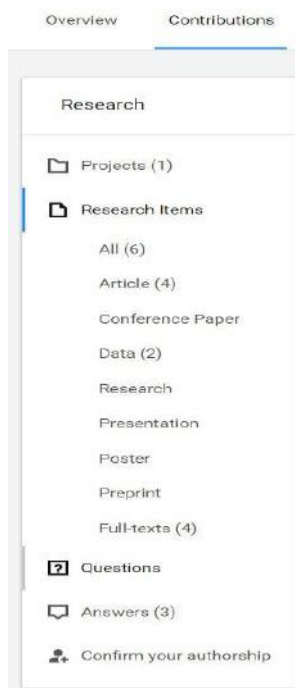 Overview Contributions
Research
Projects (1)
Research Items
All (6)
Article (4)
Conference Paper
Data (2)
Research
Presentation
Poster
Preprint
Full-texts (4)
Questions
Answers (3)
Confirm your authorship